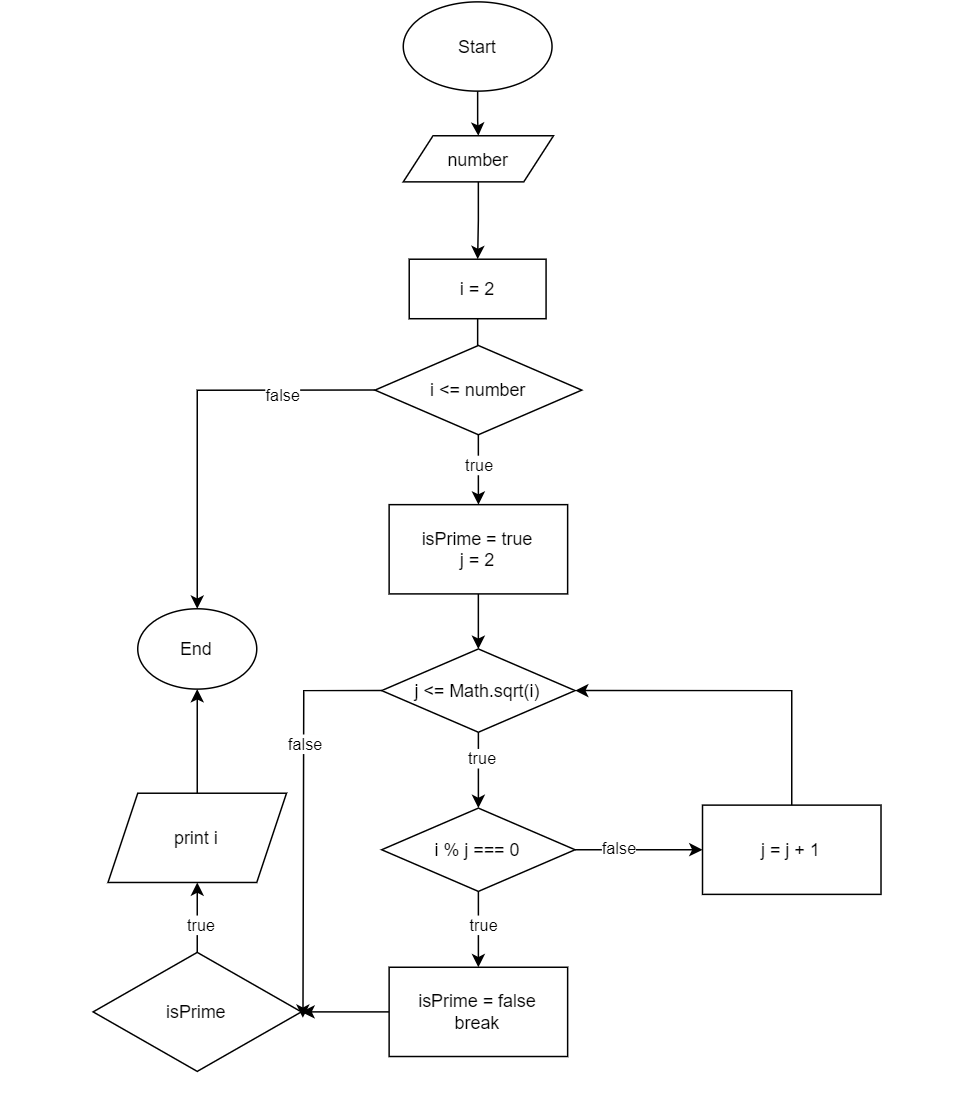 Start
number
i = 2
i <= number
false
true
isPrime = true
j = 2
End
j <= Math.sqrt(i)
false
true
print i
i % j === 0
false
j = j + 1
true
true
isPrime
isPrime = false
break